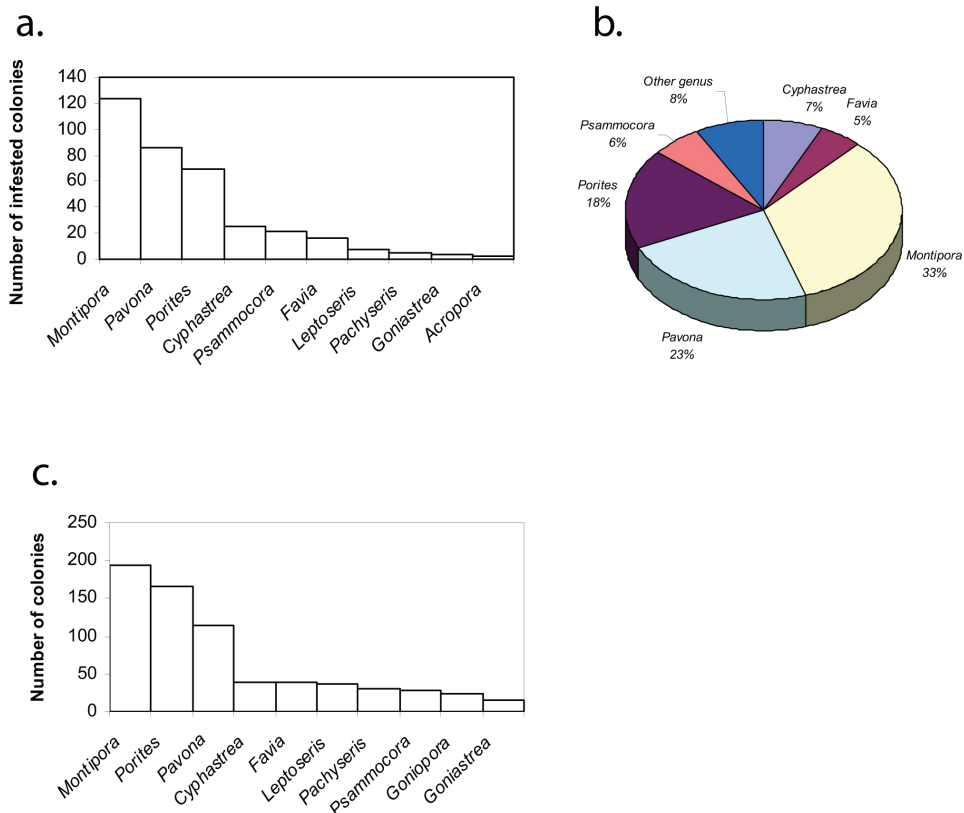 a.
Number of infested colonies
140
120
100
80
60
40
20
0
Montipora
Pavona
Porites
Cyphastrea
Psammocora
Favia
Leptoseris
Pachyseris
Goniastrea
Acropora
b.
Other genus
8%
Cyphastrea
7%
Favia
5%
Psammocora
6%
Porites
18%
Montipora
33%
Pavona
23%
c.
Number of colonies
250
200
150
100
50
0
Montipora
Porites
Pavona
Cyphastrea
Favia
Leptoseris
Pachyseris
Psammocora
Goniopora
Goniastrea